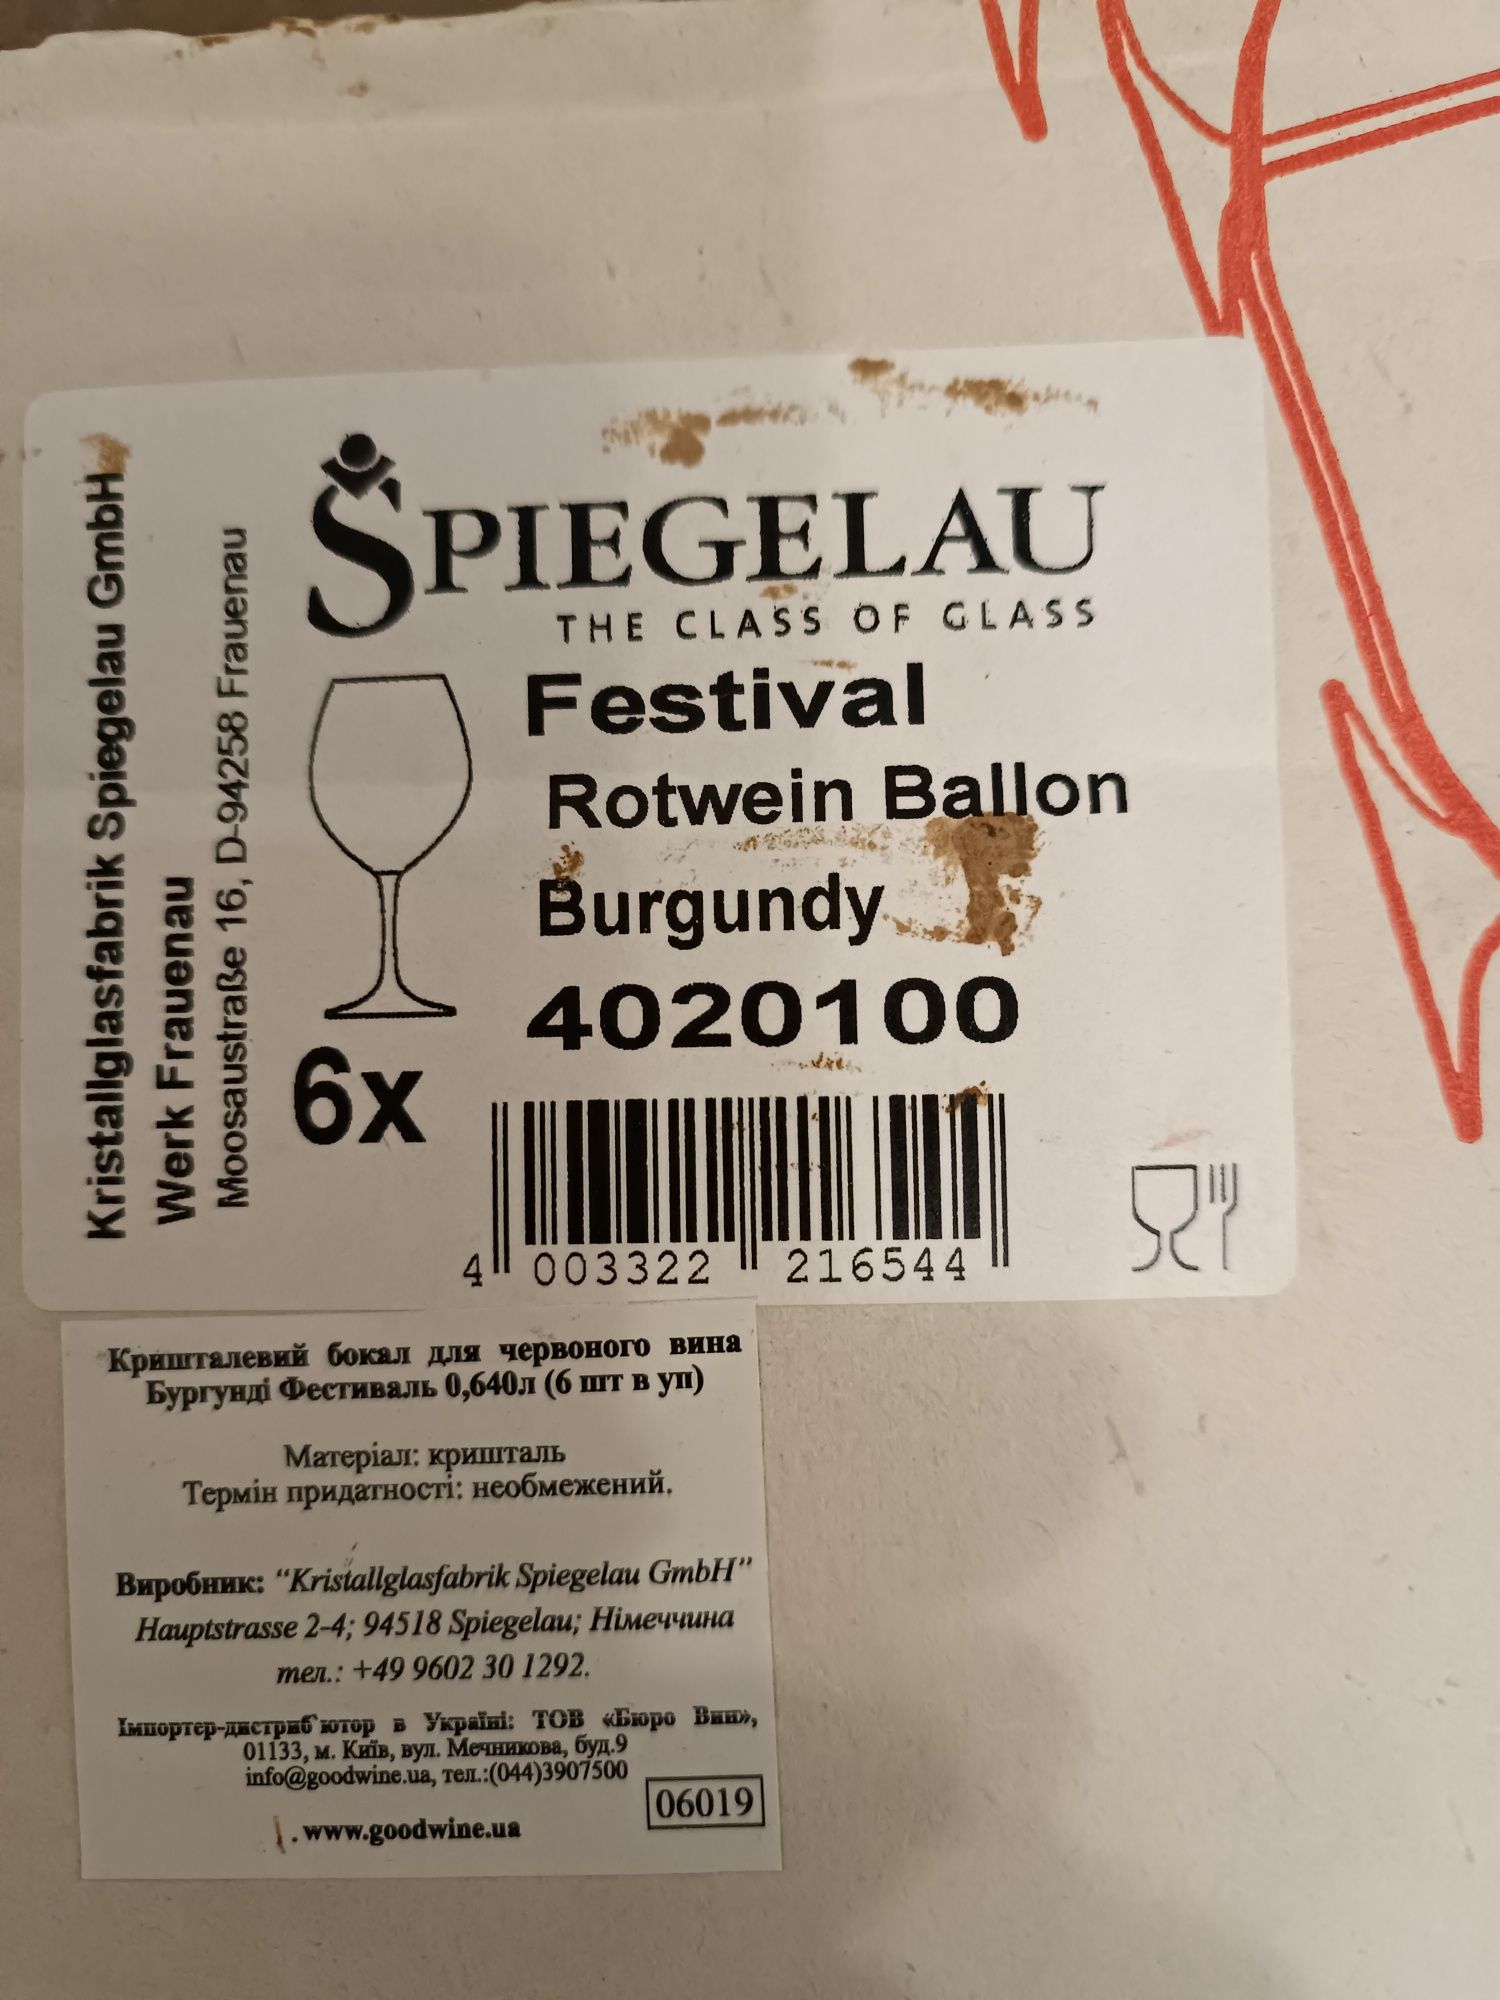 Kristallglasfabrik Spiegelau GmbH
Werk Frauenau
Moosaustraße 16, D-94258 Frauenau
SPIEGELAU
THE CLASS OF GLASS
Festival
Rotwein Ballon
Burgundy
4020100
6x
4 003322 216544
Кришталевий бокал для червоного вина
Бургунді Фестиваль 0,640л (6 шт в уп)
Матеріал: кришталь
Термін придатності: необмежений.
Виробник: “Kristallglasfabrik Spiegelau GmbH”
Hauptstrasse 2-4; 94518 Spiegelau; Німеччина
тел.: +49 9602 30 1292.
Імпортер-дистриб`ютор в Україні: ТОВ «Бюро Вин»,
01133, м. Київ, вул. Мечникова, буд.9
info@goodwine.ua, тел.:(044)3907500
06019
. www.goodwine.ua